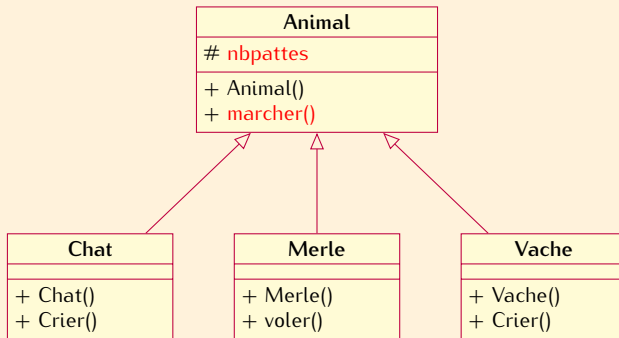 Animal
# nbpattes
+ Animal()
+ marcher()
Chat
+ Chat()
+ Crier()
Merle
+ Merle()
+ voler()
Vache
+ Vache()
+ Crier()